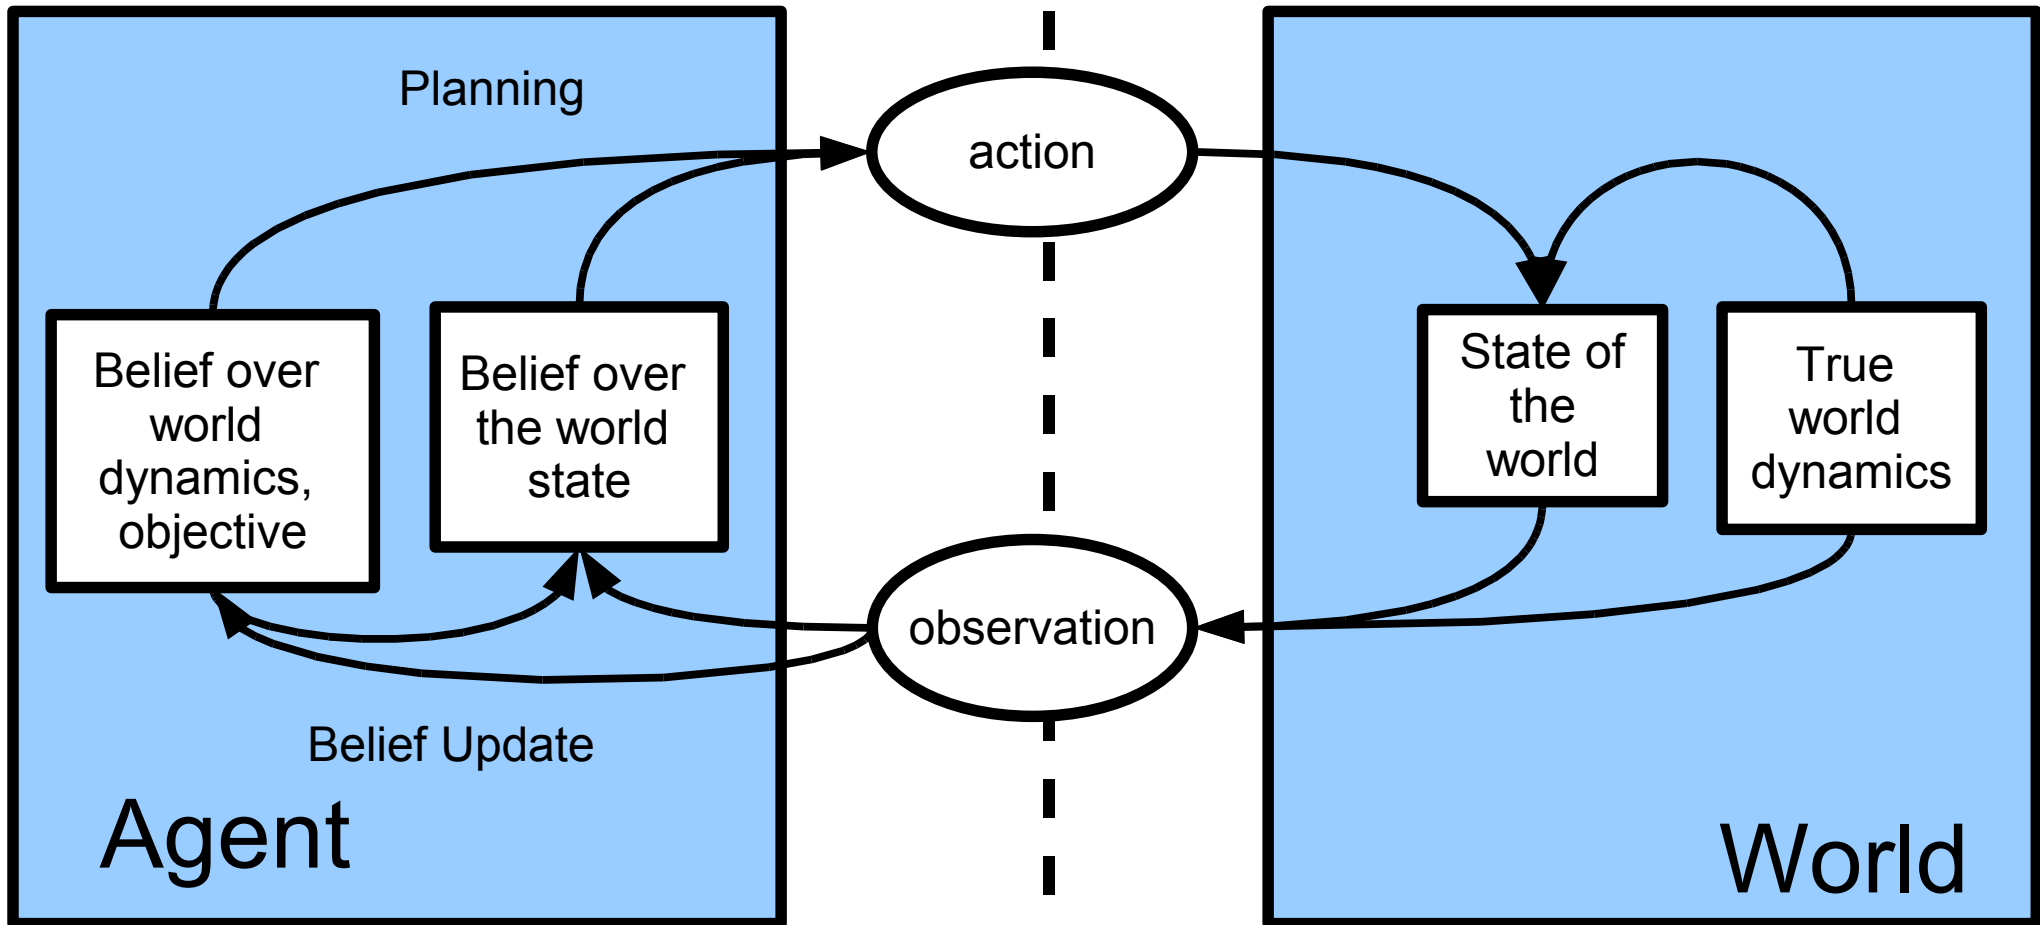 Planning
action
Belief over
world
dynamics,
objective
Belief over
the world
state
State of
the
world
True
world
dynamics
observation
Belief Update
Agent
World